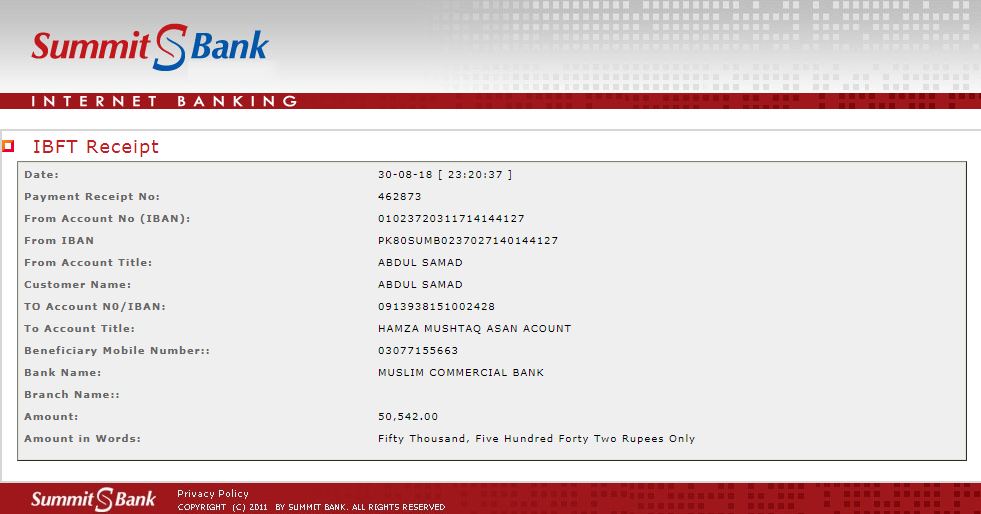 Summit S Bank
INTERNET BANKING
IBFT Receipt
Date: 30-08-18 [ 23:20:37 ]
Payment Receipt No: 462873
From Account No (IBAN): 01023720311714144127
From IBAN PK80SUMB0237027140144127
From Account Title: ABDUL SAMAD
Customer Name: ABDUL SAMAD
TO Account N0/IBAN: 0913938151002428
To Account Title: HAMZA MUSHTAQ ASAN ACOUNT
Beneficiary Mobile Number:: 03077155663
Bank Name: MUSLIM COMMERCIAL BANK
Branch Name::
Amount: 50,542.00
Amount in Words: Fifty Thousand, Five Hundred Forty Two Rupees Only
Summit S Bank
Privacy Policy
COPYRIGHT (C) 2011 BY SUMMIT BANK. ALL RIGHTS RESERVED